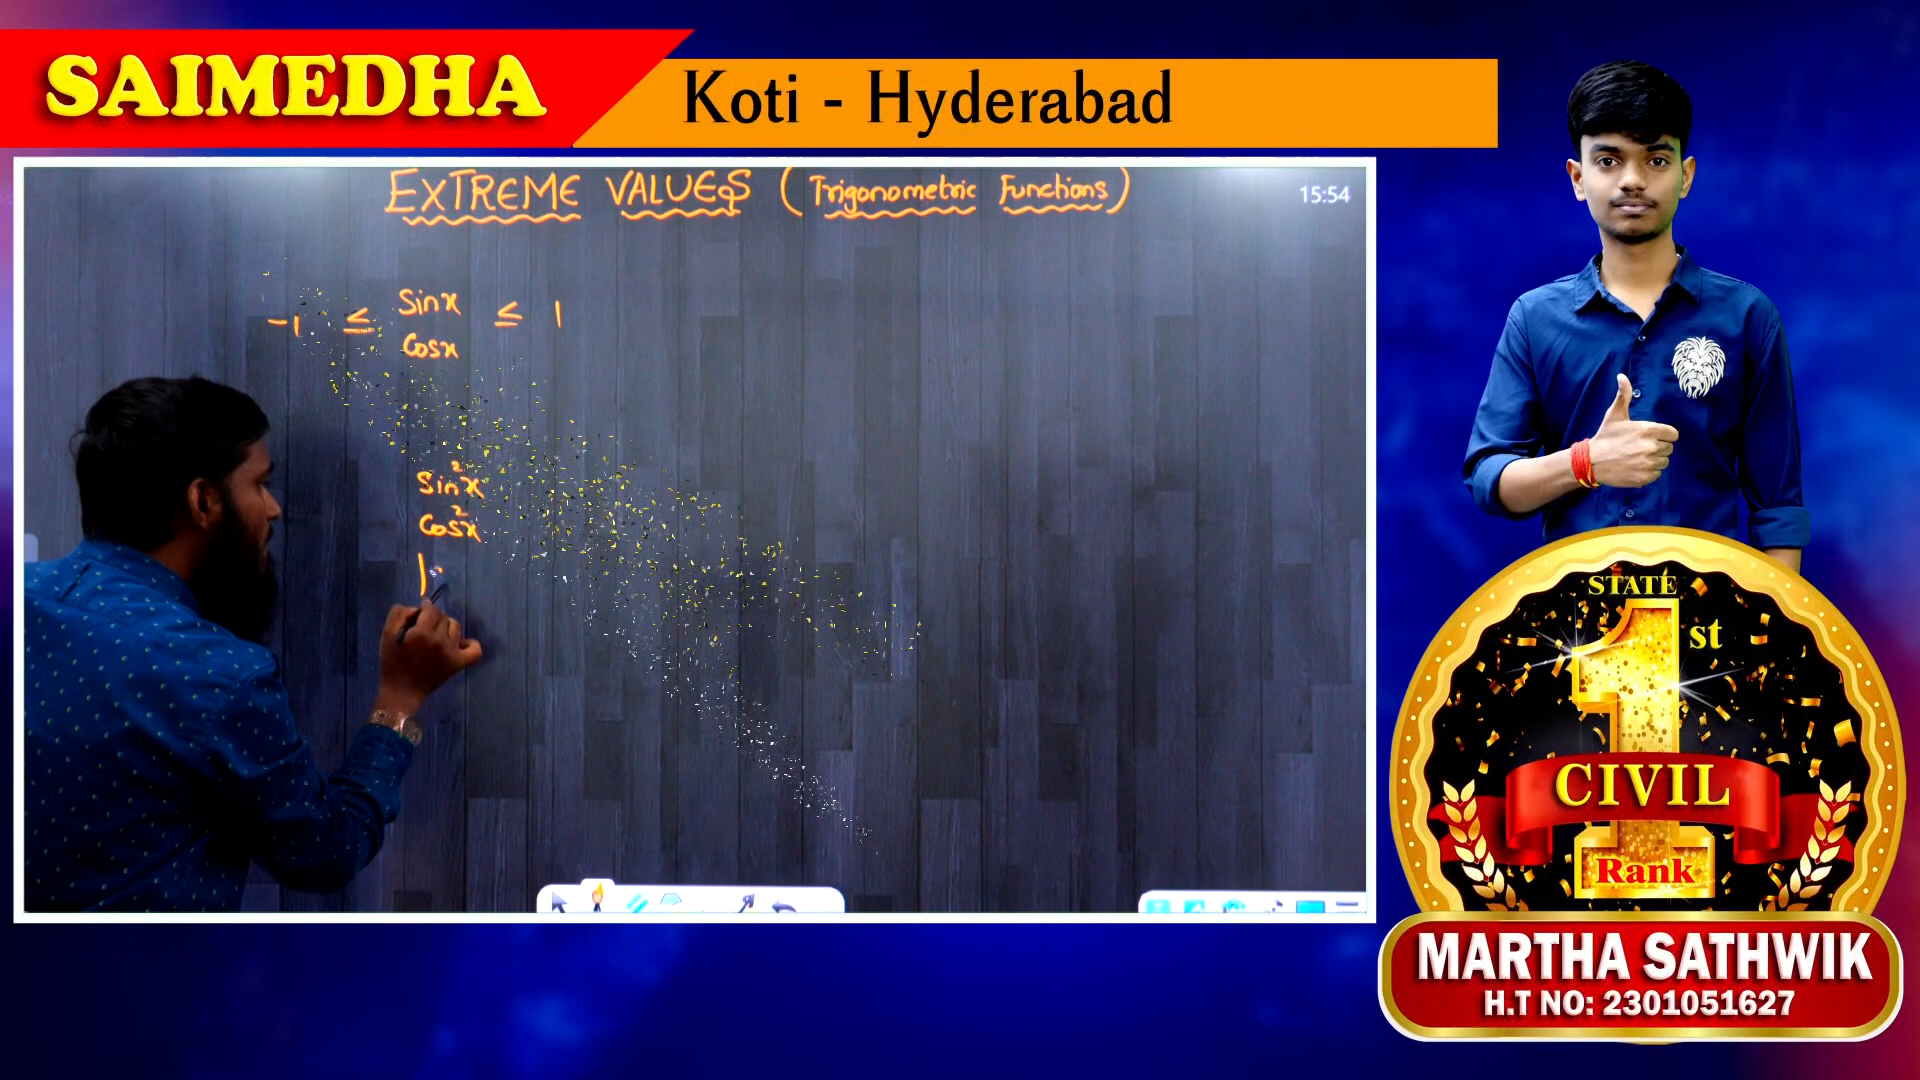 SAIMEDHA
Koti - Hyderabad
EXTREME VALUES (Trigonometric Functions)
15:54
-1 ≤ Sinx ≤ 1
Cosx
Sin²x
Cos²x
STATE
1st
CIVIL
Rank
MARTHA SATHWIK
H.T NO: 2301051627